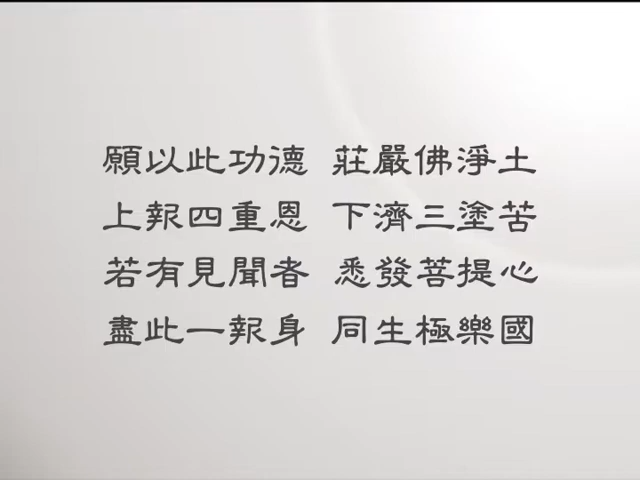 願以此功德 莊嚴佛淨土
上報四重恩 下濟三塗苦
若有見聞者 悉發菩提心
盡此一報身 同生極樂國